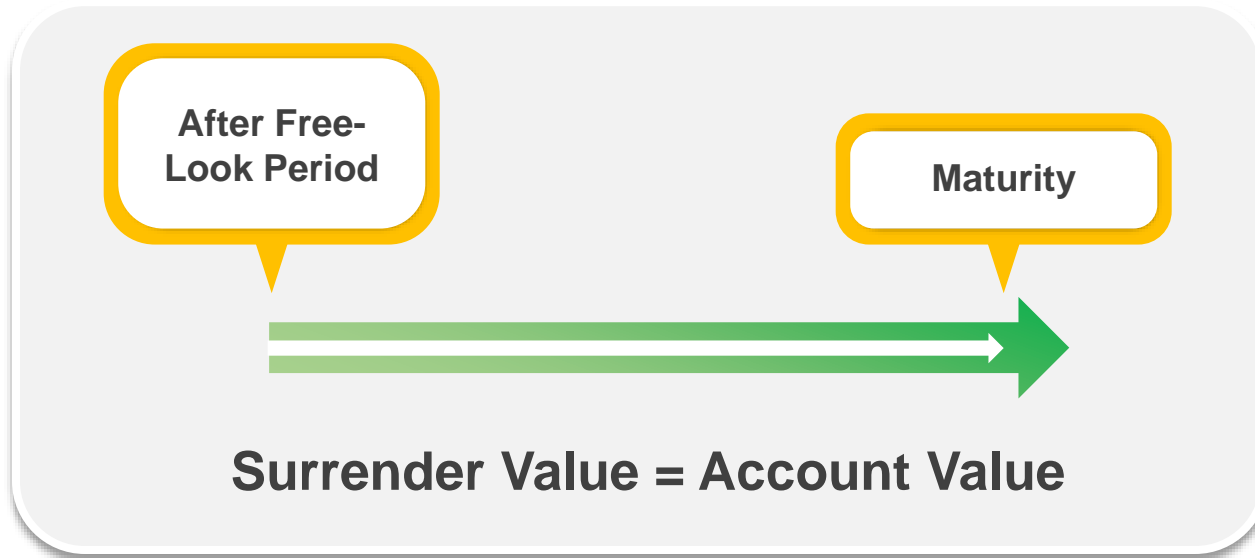 After Free-
Look Period
Maturity
Surrender Value = Account Value